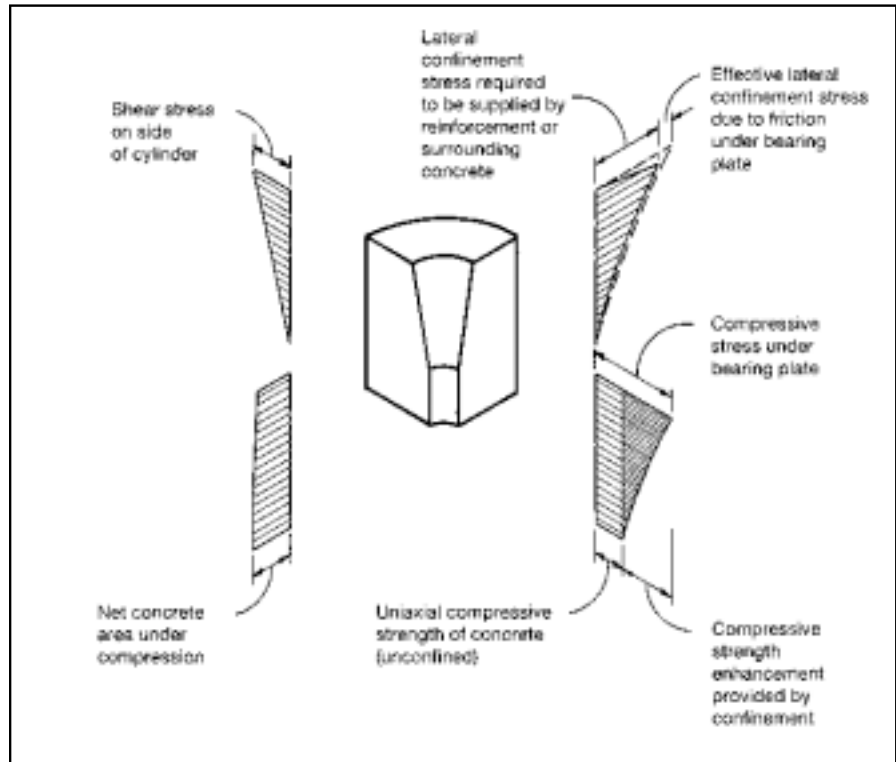 Lateral
confinement
stress required
to be supplied by
reinforcement or
surrounding
concrete
Effective lateral
confinement stress
due to friction
under bearing
plate
Shear stress
on side
of cylinder
Compressive
stress under
bearing plate
Net concrete
area under
compression
Uniaxial compressive
strength of concrete
(unconfined)
Compressive
strength
enhancement
provided by
confinement